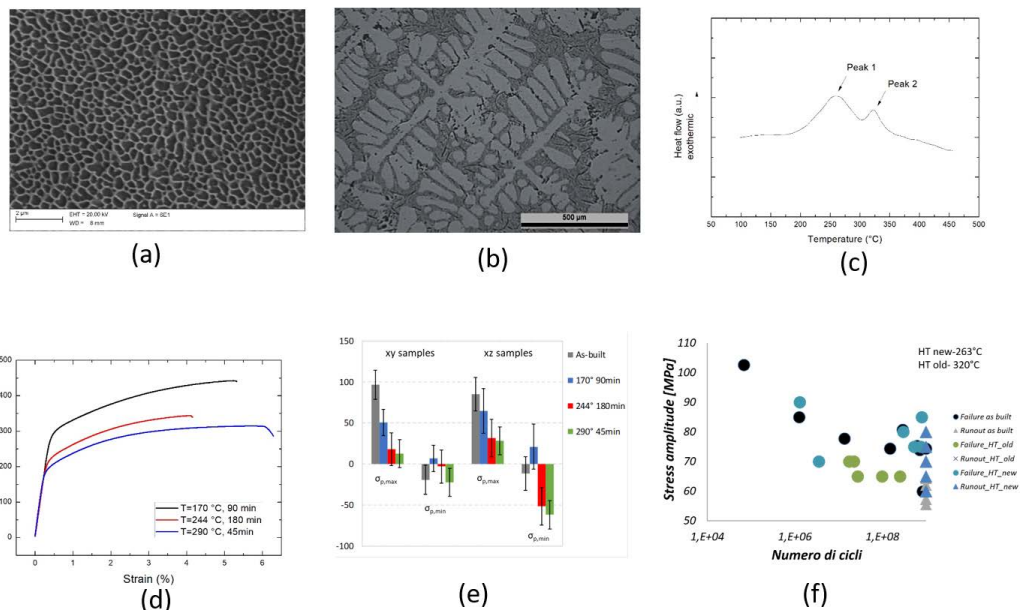 2 µm
EHT = 20.00 kV
Signal A = SE1
WD = 8 mm
(a)
500 µm
(b)
Heat flow (a.u.)
exothermic
Peak 1
Peak 2
50 100 150 200 250 300 350 400 450 500
Temperature (°C)
(c)
500
400
300
200
100
0
T=170 °C, 90 min
T=244 °C, 180 min
T=290 °C, 45min
0 1 2 3 4 5 6
Strain (%)
(d)
150
100
50
0
-50
-100
xy samples
xz samples
σp,max
σp,min
σp,max
σp,min
As-built
170° 90min
244° 180min
290° 45min
(e)
Stress amplitude [MPa]
110
100
90
80
70
60
50
1,E+04 1,E+06 1,E+08
Numero di cicli
HT new-263°C
HT old- 320°C
Failure as built
Runout as built
Failure_HT_old
Runout_HT_old
Failure_HT_new
Runout_HT_new
(f)